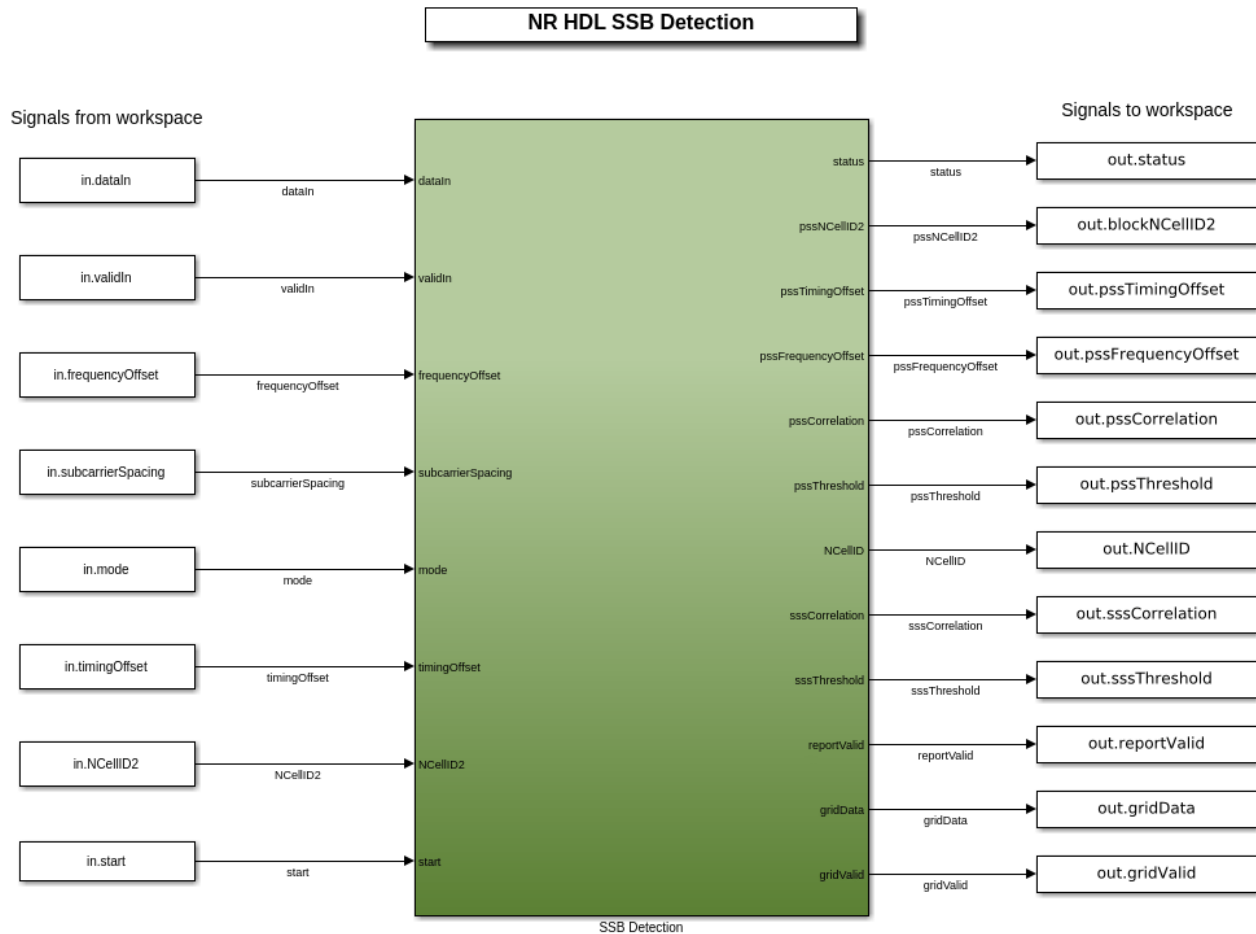 NR HDL SSB Detection
Signals from workspace
Signals to workspace
in.dataIn
dataIn
dataIn
in.validIn
validIn
validIn
in.frequencyOffset
frequencyOffset
frequencyOffset
in.subcarrierSpacing
subcarrierSpacing
subcarrierSpacing
in.mode
mode
mode
in.timingOffset
timingOffset
timingOffset
in.NCellID2
NCellID2
NCellID2
in.start
start
start
status
status
out.status
pssNCellID2
pssNCellID2
out.blockNCellID2
pssTimingOffset
pssTimingOffset
out.pssTimingOffset
pssFrequencyOffset
pssFrequencyOffset
out.pssFrequencyOffset
pssCorrelation
pssCorrelation
out.pssCorrelation
pssThreshold
pssThreshold
out.pssThreshold
NCellID
NCellID
out.NCellID
sssCorrelation
sssCorrelation
out.sssCorrelation
sssThreshold
sssThreshold
out.sssThreshold
reportValid
reportValid
out.reportValid
gridData
gridData
out.gridData
gridValid
gridValid
out.gridValid
SSB Detection